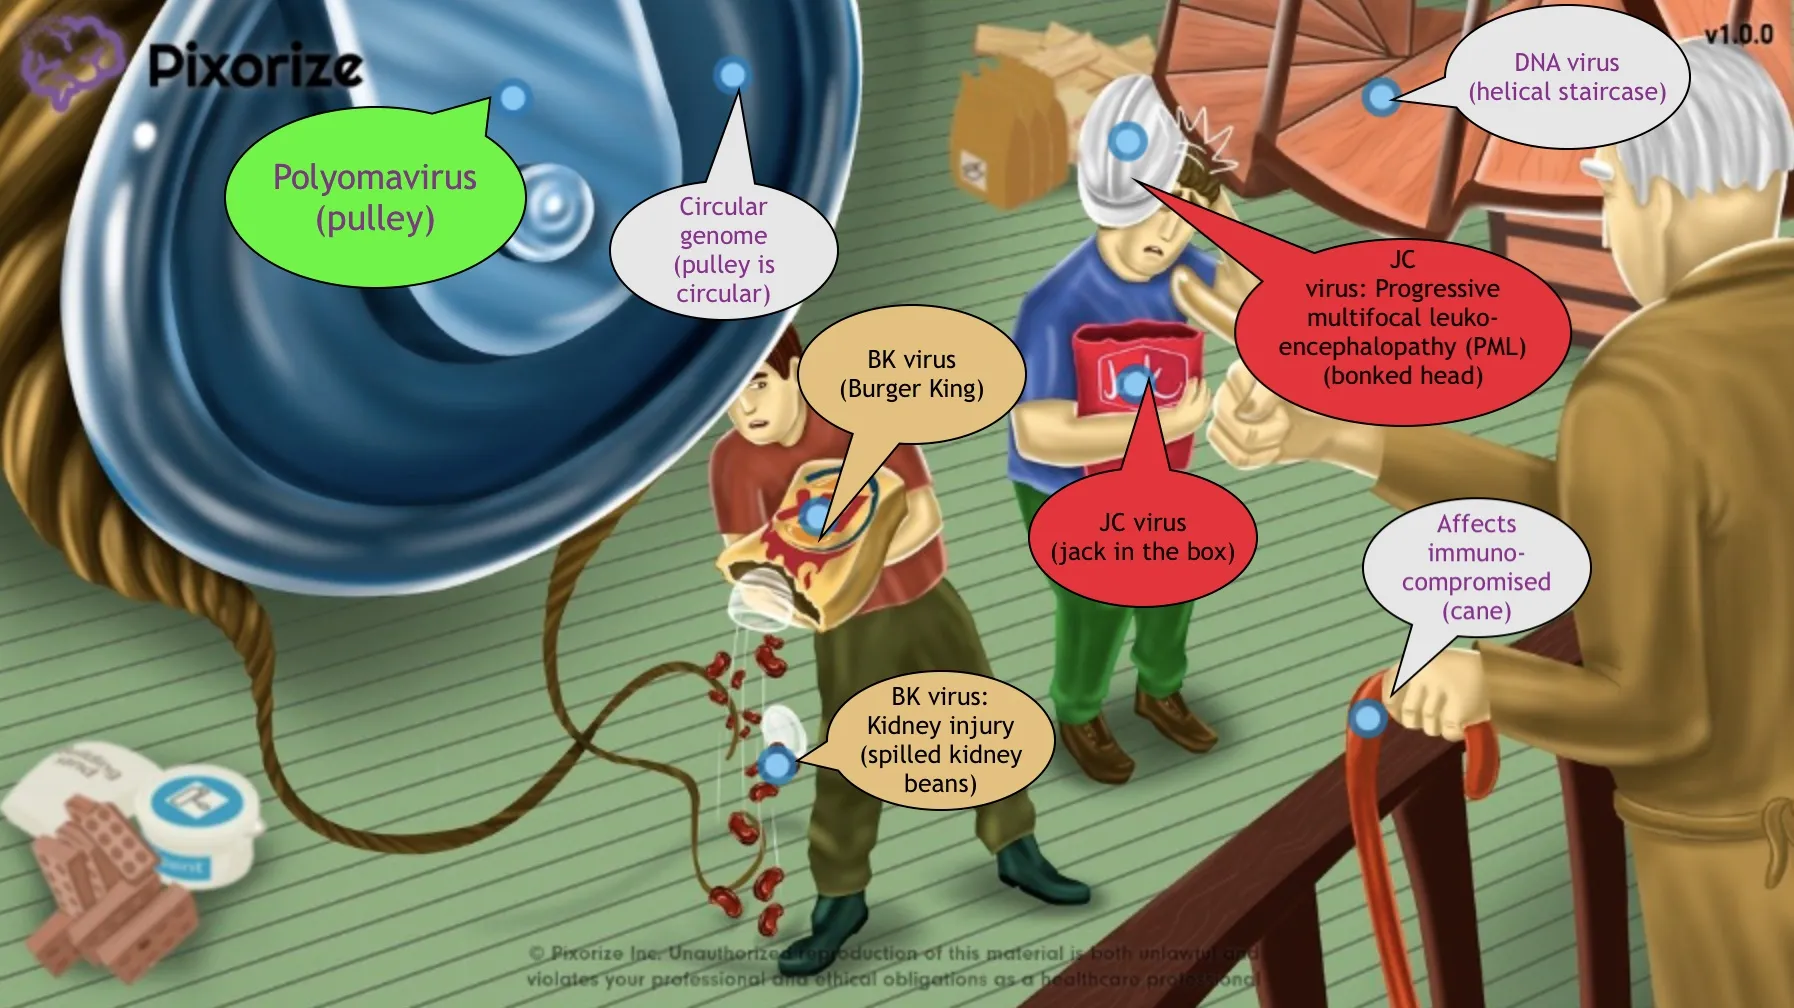 Pixorize
v1.0.0
DNA virus
(helical staircase)
Polyomavirus
(pulley)
Circular
genome
(pulley is
circular)
JC
virus: Progressive
multifocal leuko-
encephalopathy (PML)
(bonked head)
BK virus
(Burger King)
JC virus
(jack in the box)
Affects
immuno-
compromised
(cane)
BK virus:
Kidney injury
(spilled kidney
beans)
© Pixorize Inc. Unauthorized reproduction of this material is both unlawful and
violates your professional and ethical obligations as a healthcare professional